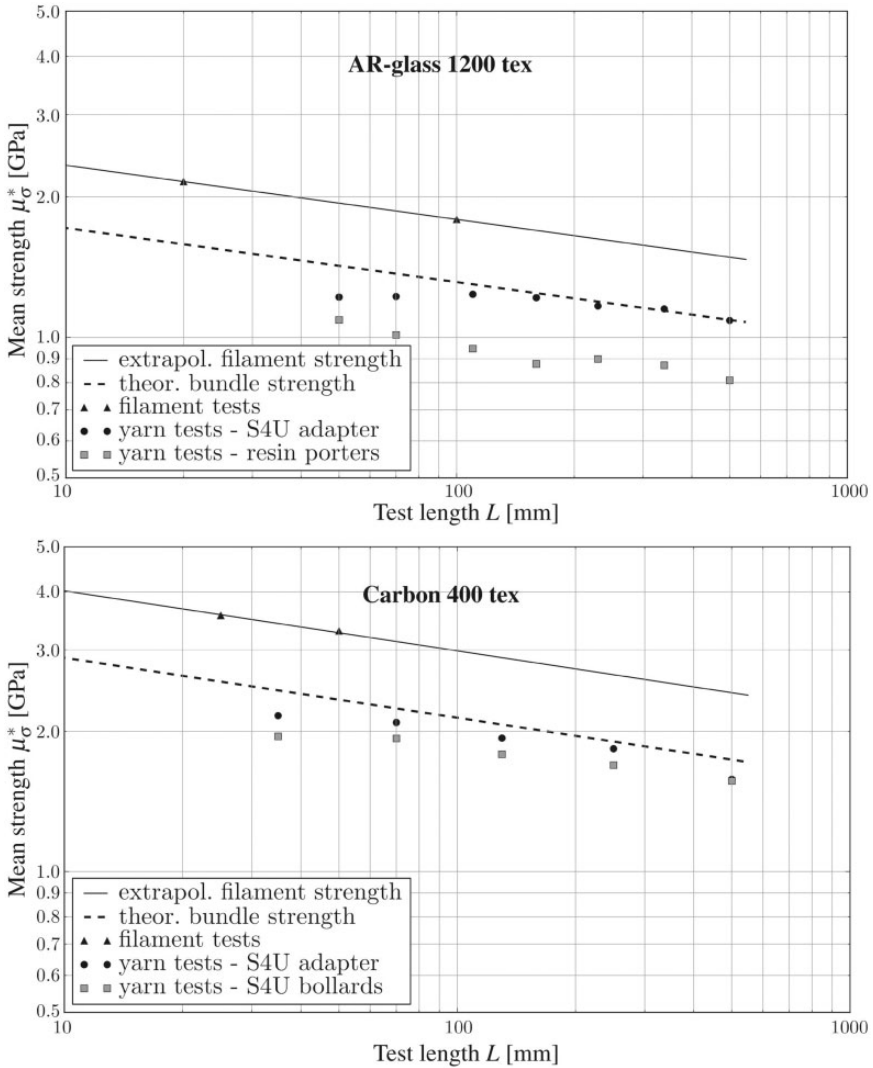 AR-glass 1200 tex
5.0
4.0
3.0
2.0
1.0
0.9
0.8
0.7
0.6
0.5
Mean strength μ*σ [GPa]
extrapol. filament strength
theor. bundle strength
filament tests
yarn tests - S4U adapter
yarn tests - resin porters
10 100 1000
Test length L [mm]
Carbon 400 tex
5.0
4.0
3.0
2.0
1.0
0.9
0.8
0.7
0.6
0.5
Mean strength μ*σ [GPa]
extrapol. filament strength
theor. bundle strength
filament tests
yarn tests - S4U adapter
yarn tests - S4U bollards
10 100 1000
Test length L [mm]